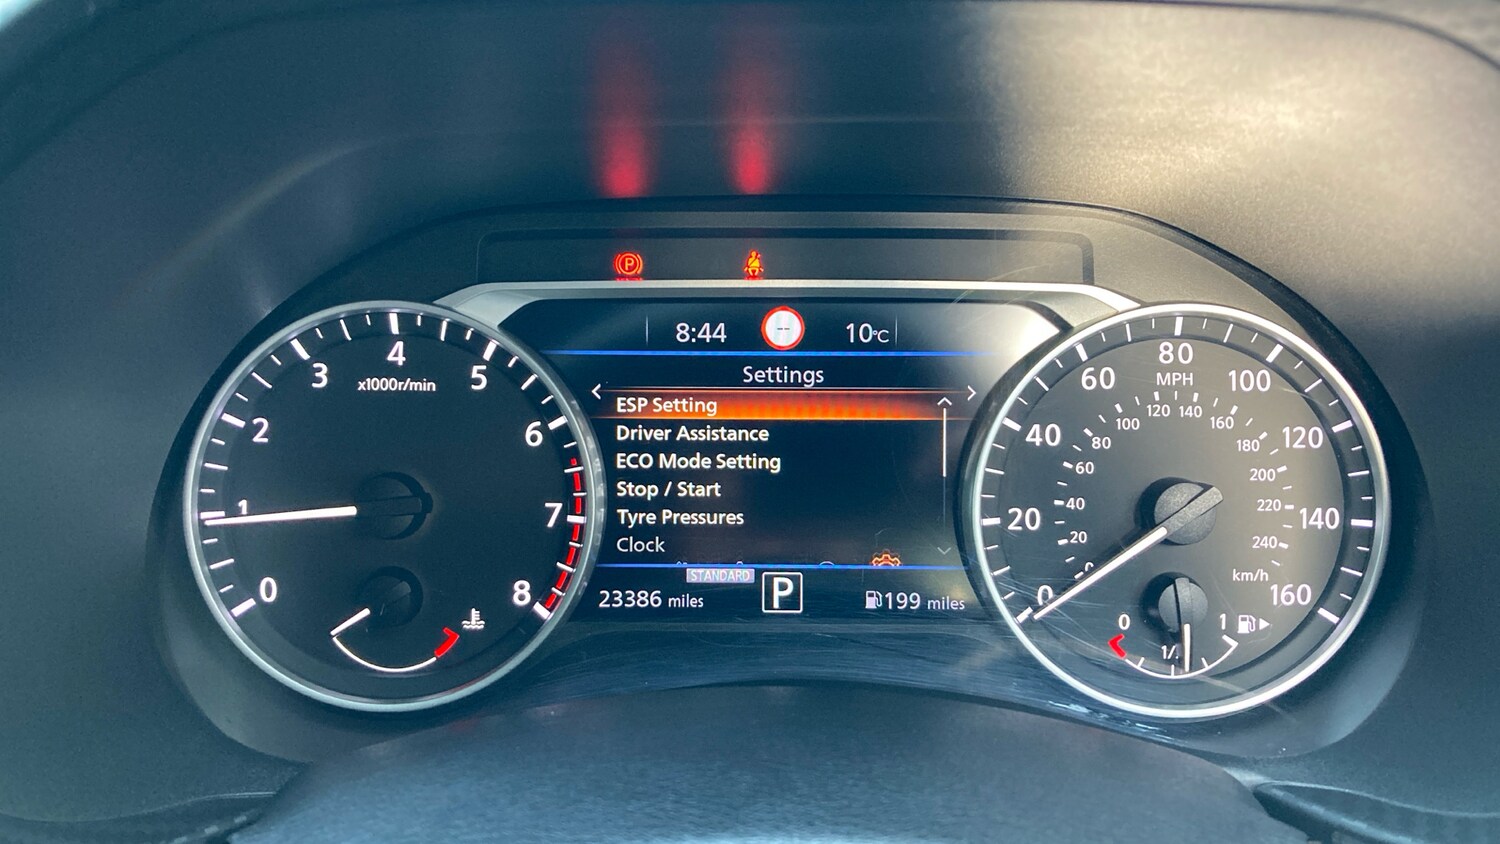 P
8:44
--
10°C
Settings
ESP Setting
Driver Assistance
ECO Mode Setting
Stop / Start
Tyre Pressures
Clock
STANDARD
23386 miles
P
199 miles
0
1
2
3
4
5
6
7
8
x1000r/min
0
20
40
60
80
100
120
140
160
MPH
0
20
40
60
80
100
120
140
160
180
200
220
240
km/h
0
1/
1